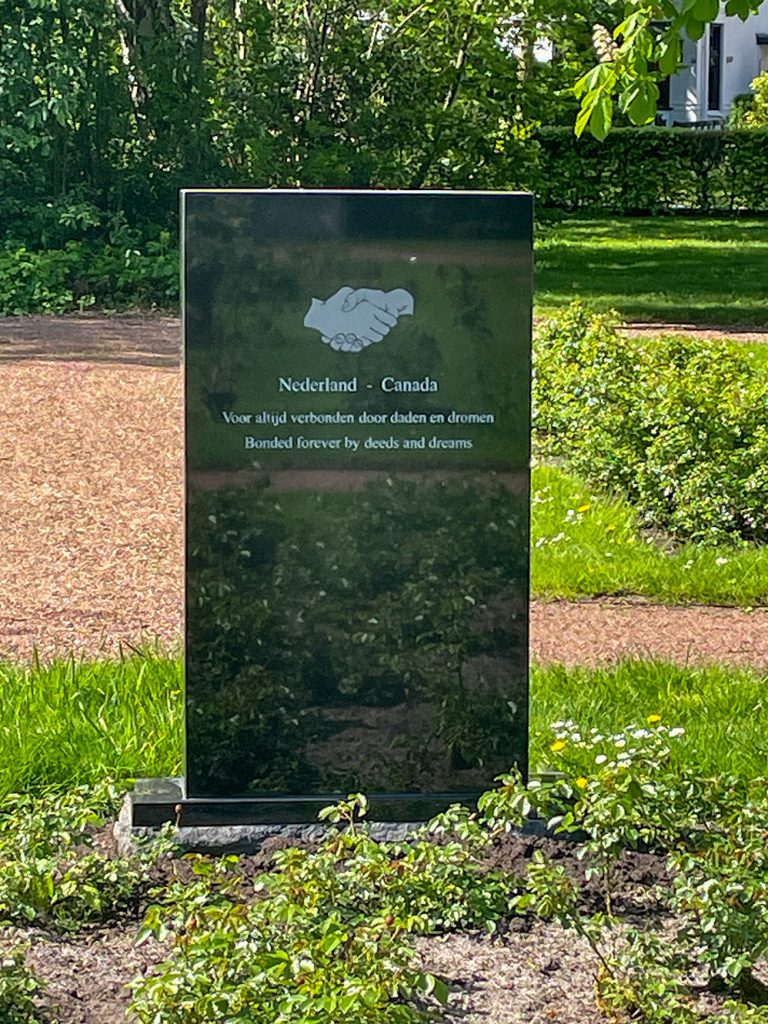 Nederland - Canada
Voor altijd verbonden door daden en dromen
Bonded forever by deeds and dreams